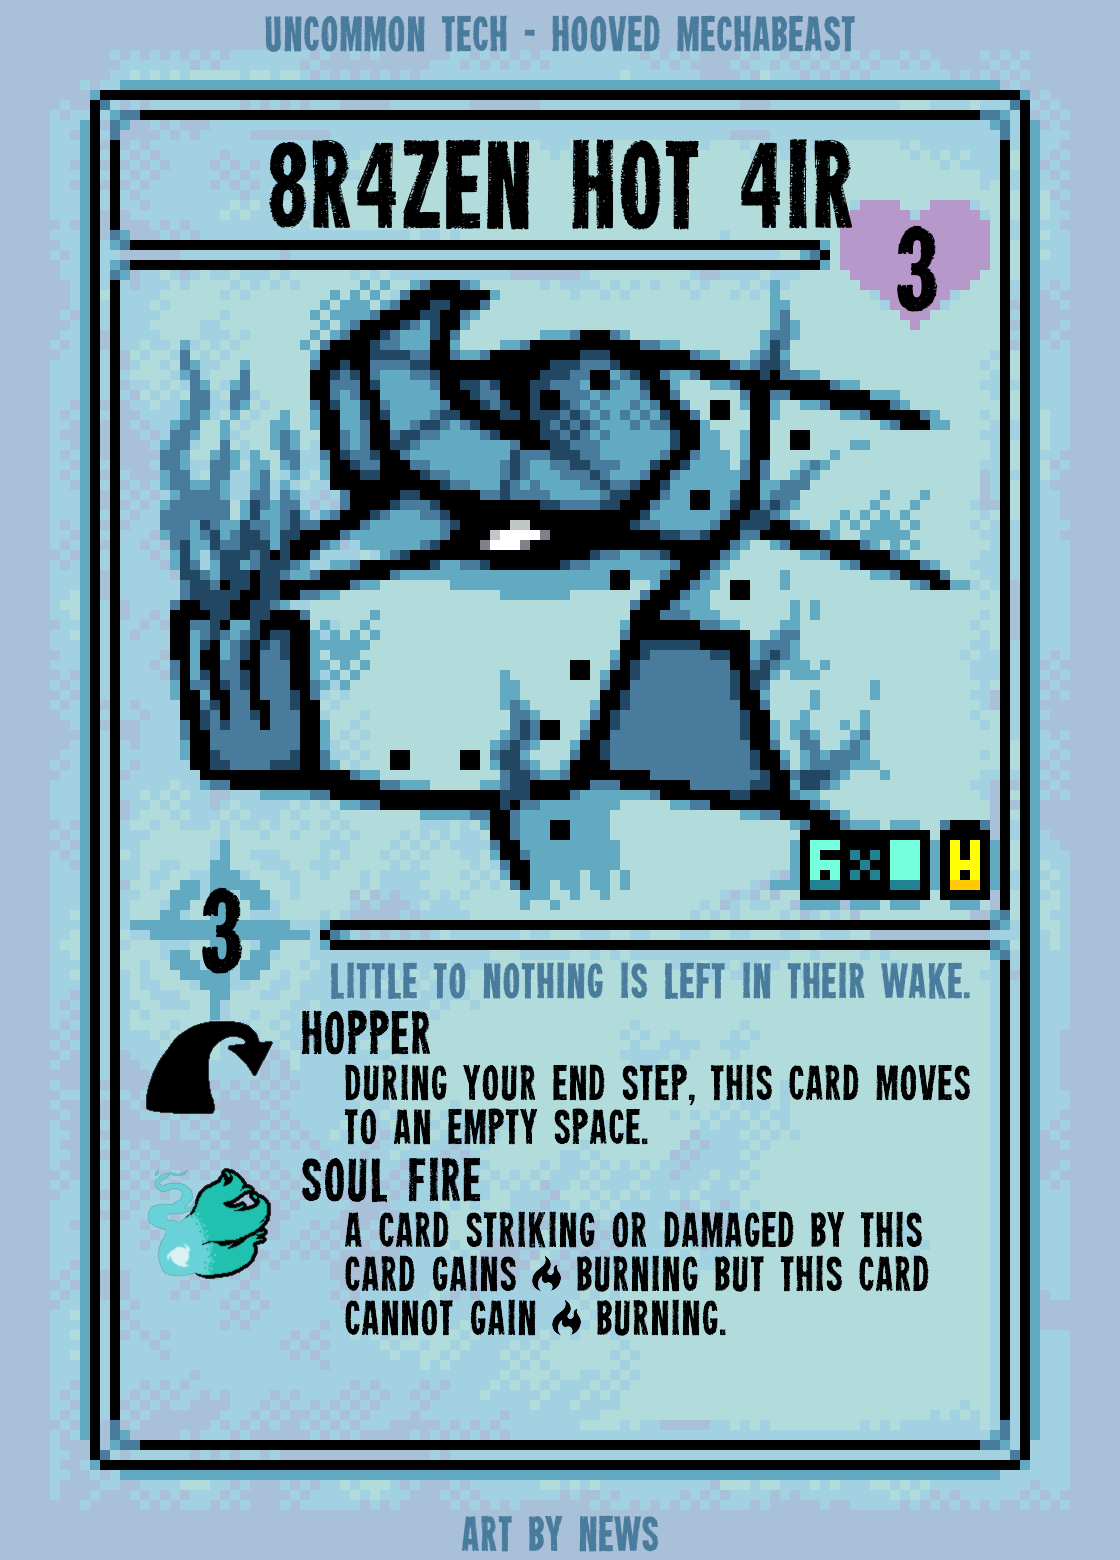 UNCOMMON TECH - HOOVED MECHABEAST
8R4ZEN HOT 4IR
3
6
3
LITTLE TO NOTHING IS LEFT IN THEIR WAKE.
HOPPER
DURING YOUR END STEP, THIS CARD MOVES
TO AN EMPTY SPACE.
SOUL FIRE
A CARD STRIKING OR DAMAGED BY THIS
CARD GAINS BURNING BUT THIS CARD
CANNOT GAIN BURNING.
ART BY NEWS